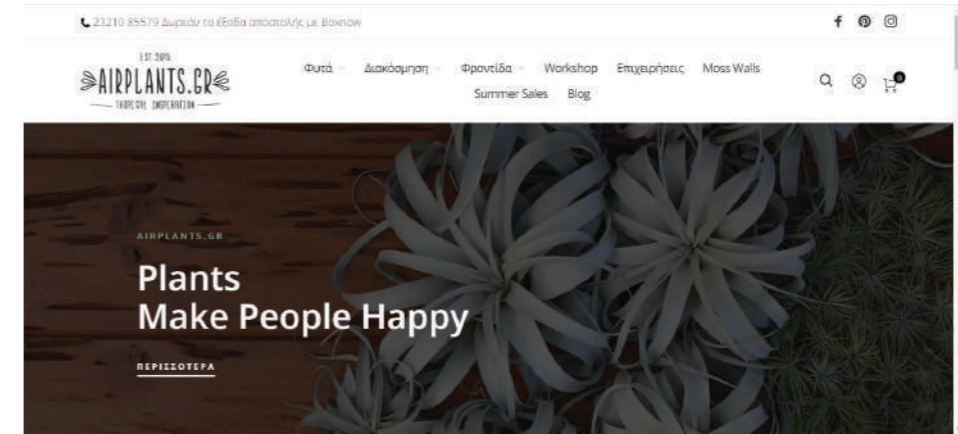 23210 85579 Δωρεάν τα έξοδα αποστολής με Boxnow
EST 2015
AIRPLANTS.GR
TROPICAL INSPIRATION
Φυτά Διακόσμηση Φροντίδα Workshop Επιχειρήσεις Moss Walls
Summer Sales Blog
0
AIRPLANTS.GR
Plants
Make People Happy
ΠΕΡΙΣΣΟΤΕΡΑ